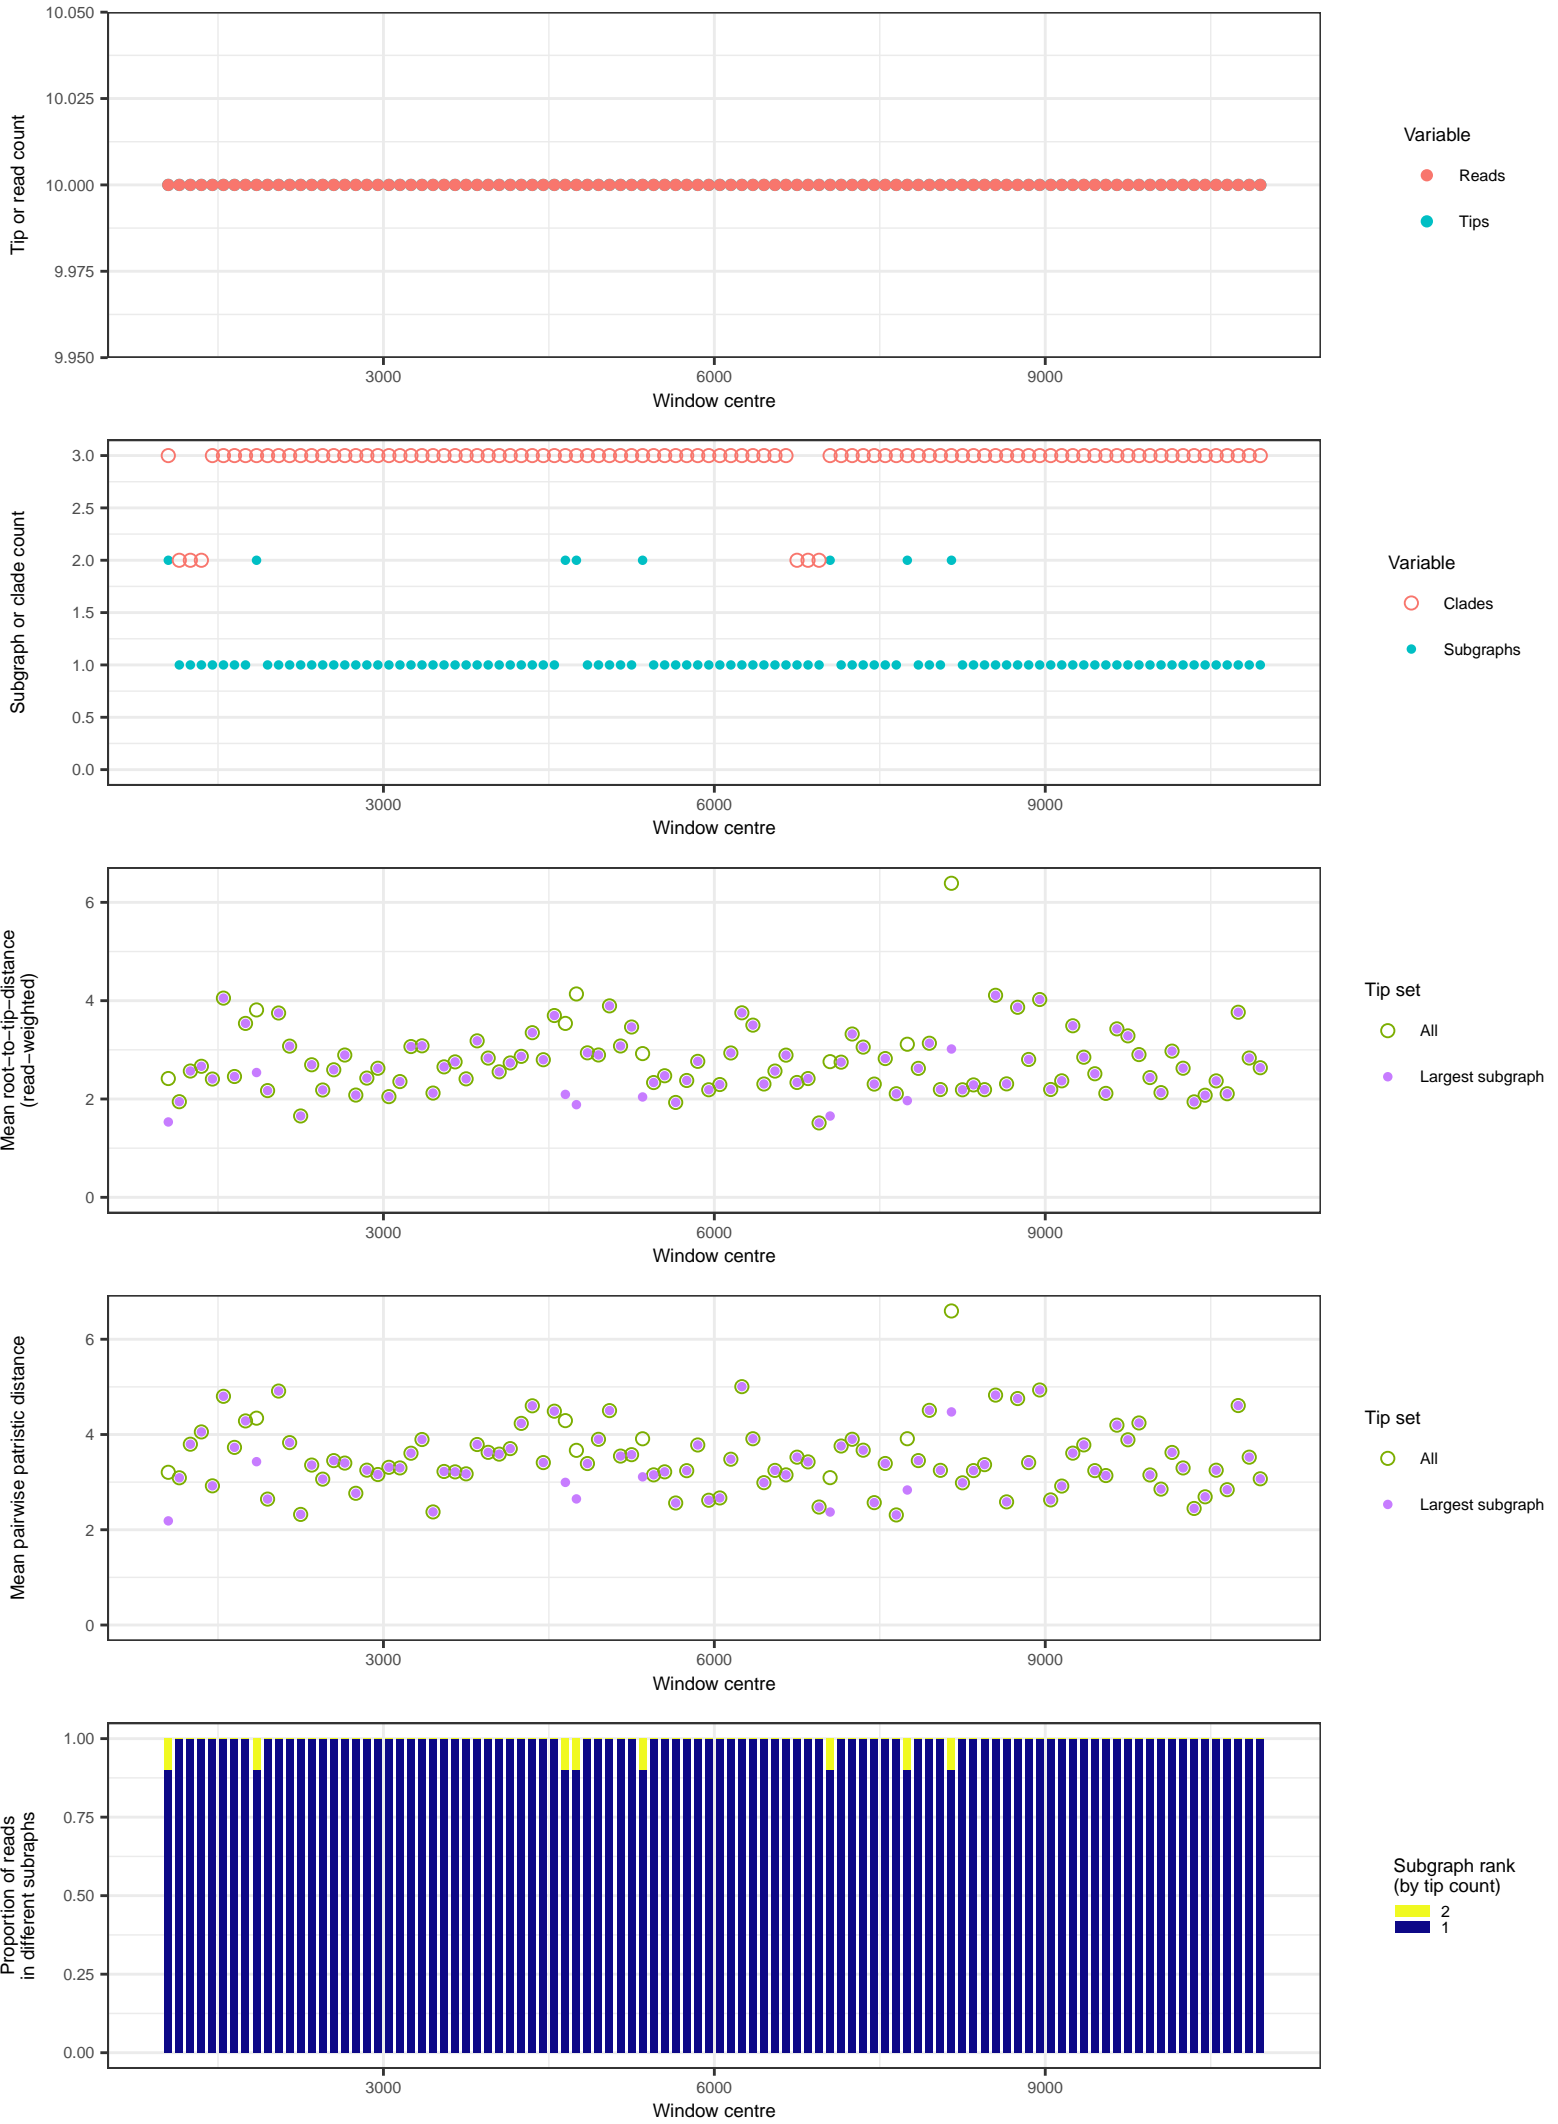 10.050
10.025
10.000
9.975
9.950
Tip or read count
3000 6000 9000
Window centre
Variable
Reads
Tips
3.0
2.5
2.0
1.5
1.0
0.5
0.0
Subgraph or clade count
3000 6000 9000
Window centre
Variable
Clades
Subgraphs
6
4
2
0
Mean root−to−tip−distance
(read−weighted)
3000 6000 9000
Window centre
Tip set
All
Largest subgraph
6
4
2
0
Mean pairwise patristic distance
3000 6000 9000
Window centre
Tip set
All
Largest subgraph
1.00
0.75
0.50
0.25
0.00
Proportion of reads
in different subraphs
3000 6000 9000
Window centre
Subgraph rank
(by tip count)
2
1